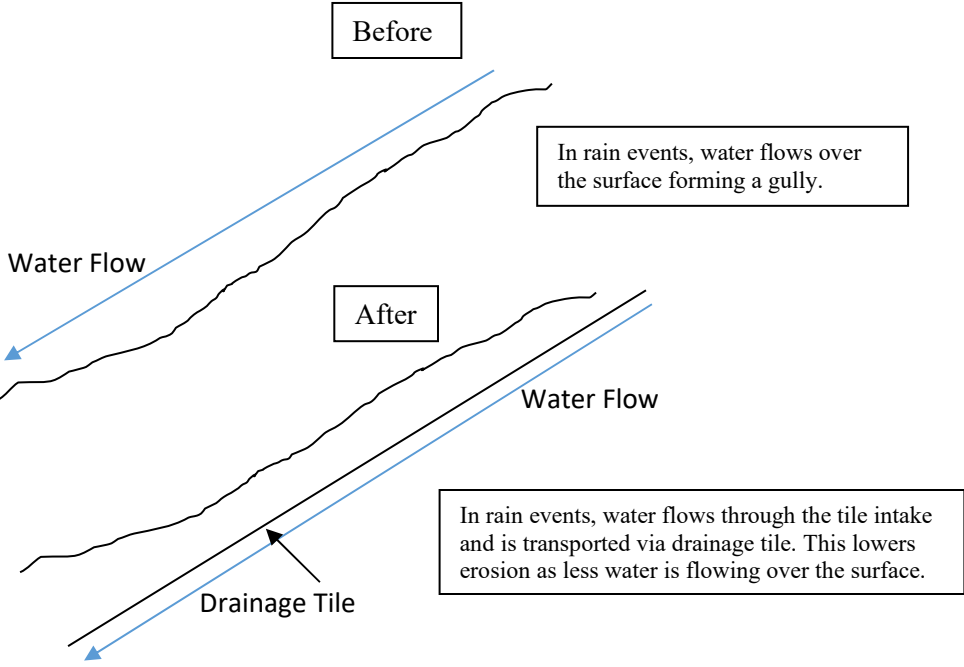 Before
In rain events, water flows over
the surface forming a gully.
Water Flow
After
Water Flow
In rain events, water flows through the tile intake
and is transported via drainage tile. This lowers
erosion as less water is flowing over the surface.
Drainage Tile